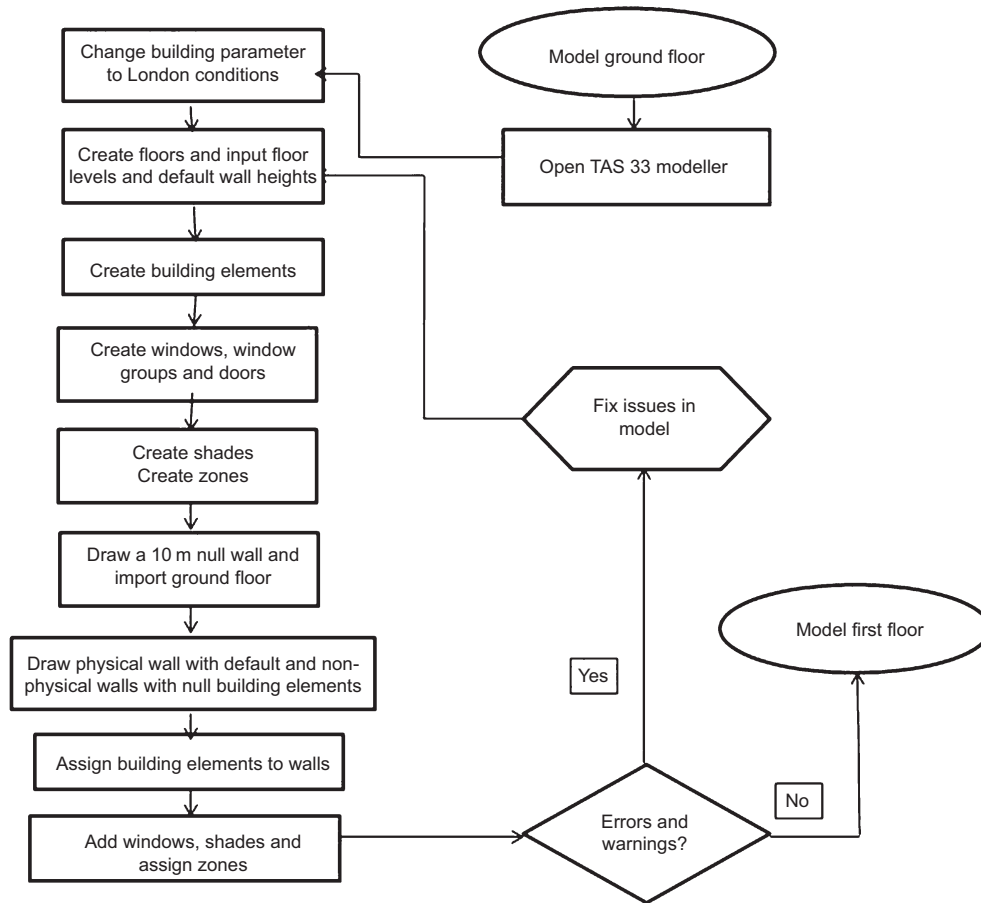 Model ground floor
Open TAS 33 modeller
Change building parameter
to London conditions
Create floors and input floor
levels and default wall heights
Create building elements
Create windows, window
groups and doors
Create shades
Create zones
Draw a 10 m null wall and
import ground floor
Draw physical wall with default and non-
physical walls with null building elements
Assign building elements to walls
Add windows, shades and
assign zones
Errors and
warnings?
Yes
Fix issues in
model
No
Model first floor